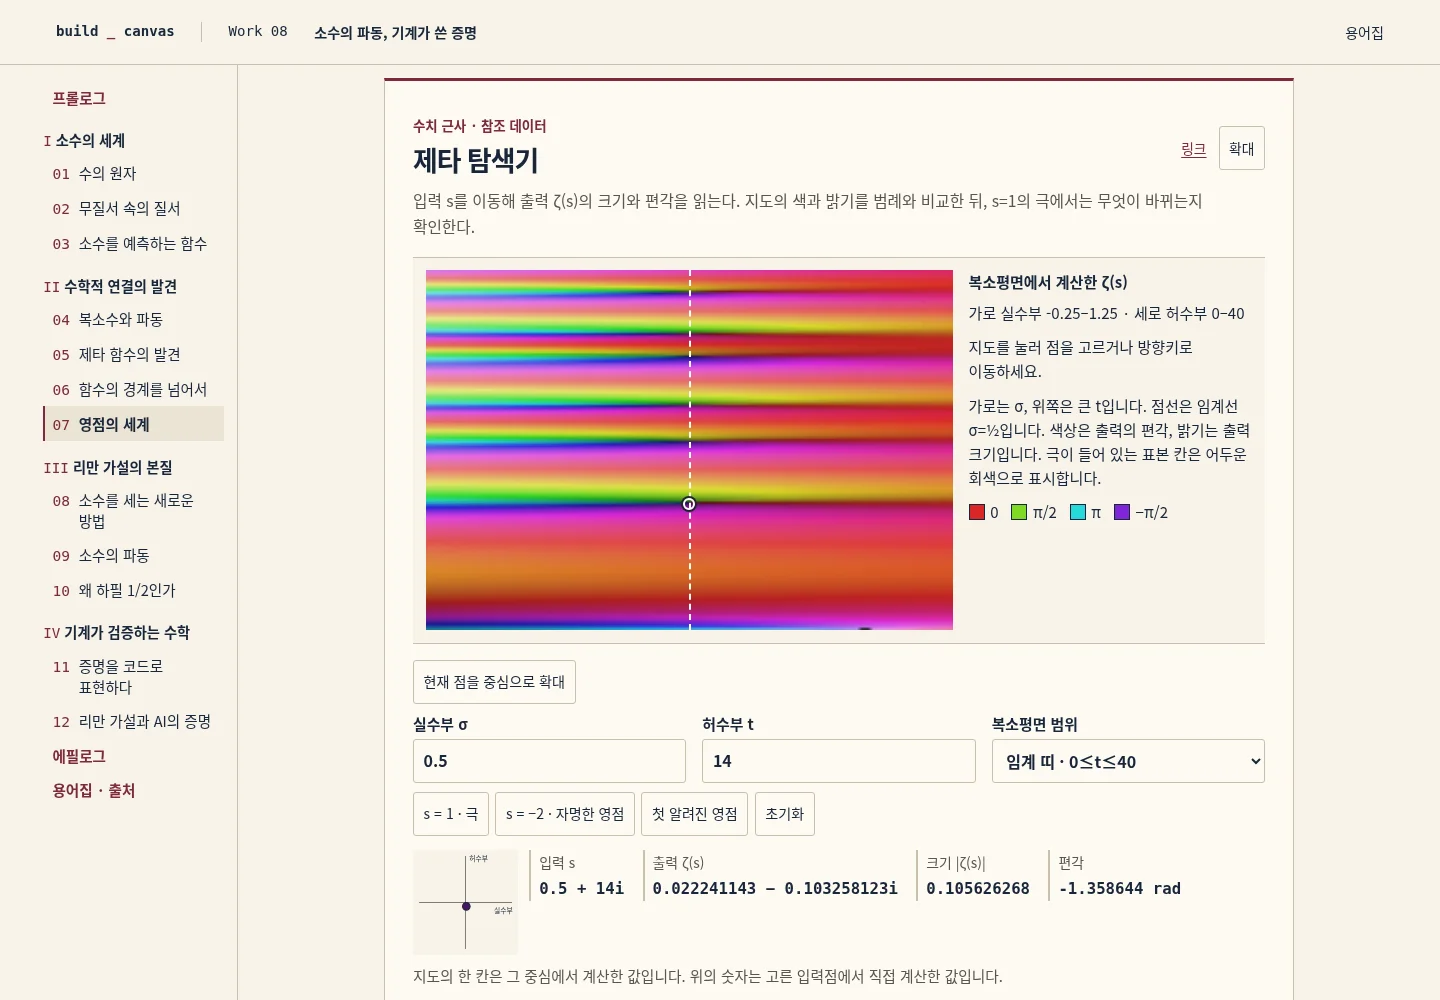 build _ canvas
Work 08
소수의 파동, 기계가 쓴 증명
용어집
프롤로그
I 소수의 세계
01 수의 원자
02 무질서 속의 질서
03 소수를 예측하는 함수
II 수학적 연결의 발견
04 복소수와 파동
05 제타 함수의 발견
06 함수의 경계를 넘어서
07 영점의 세계
III 리만 가설의 본질
08 소수를 세는 새로운
방법
09 소수의 파동
10 왜 하필 1/2인가
IV 기계가 검증하는 수학
11 증명을 코드로
표현하다
12 리만 가설과 AI의 증명
에필로그
용어집 · 출처
수치 근사 · 참조 데이터
제타 탐색기
링크
확대
입력 s를 이동해 출력 ζ(s)의 크기와 편각을 읽는다. 지도의 색과 밝기를 범례와 비교한 뒤, s=1의 극에서는 무엇이 바뀌는지
확인한다.
복소평면에서 계산한 ζ(s)
가로 실수부 -0.25–1.25 · 세로 허수부 0–40
지도를 눌러 점을 고르거나 방향키로
이동하세요.
가로는 σ, 위쪽은 큰 t입니다. 점선은 임계선
σ=½입니다. 색상은 출력의 편각, 밝기는 출력
크기입니다. 극이 들어 있는 표본 칸은 어두운
회색으로 표시합니다.
0 π/2 π −π/2
현재 점을 중심으로 확대
실수부 σ
허수부 t
복소평면 범위
0.5
14
임계 띠 · 0≤t≤40
s = 1 · 극
s = −2 · 자명한 영점
첫 알려진 영점
초기화
허수부
실수부
입력 s
0.5 + 14i
출력 ζ(s)
0.022241143 − 0.103258123i
크기 |ζ(s)|
0.105626268
편각
-1.358644 rad
지도의 한 칸은 그 중심에서 계산한 값입니다. 위의 숫자는 고른 입력점에서 직접 계산한 값입니다.